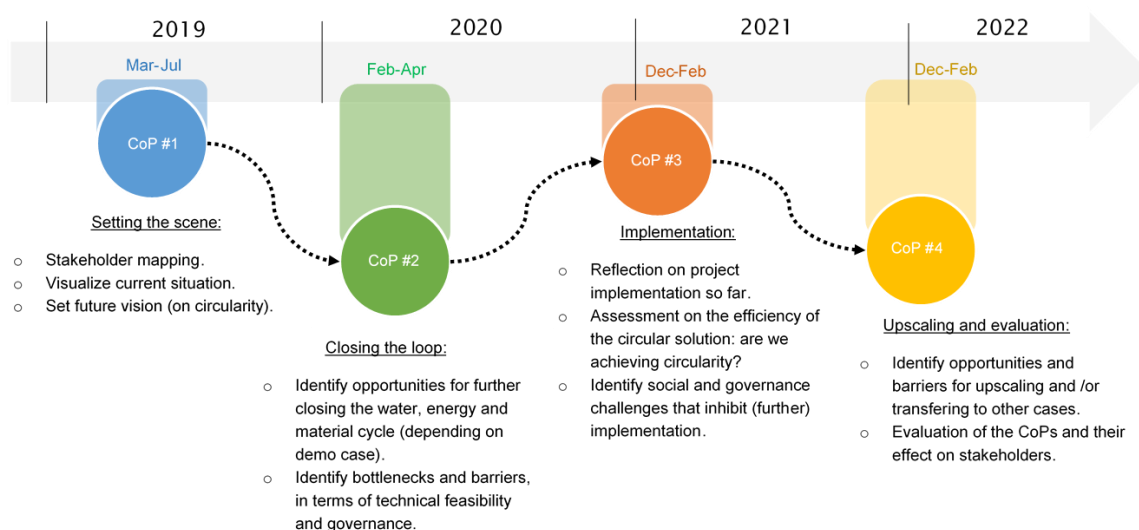 2019
2020
2021
2022
Mar-Jul
Feb-Apr
Dec-Feb
Dec-Feb
CoP #1
CoP #2
CoP #3
CoP #4
Setting the scene:
o Stakeholder mapping.
o Visualize current situation.
o Set future vision (on circularity).
Closing the loop:
o Identify opportunities for further
closing the water, energy and
material cycle (depending on
demo case).
o Identify bottlenecks and barriers,
in terms of technical feasibility
and governance.
Implementation:
o Reflection on project
implementation so far.
o Assessment on the efficiency of
the circular solution: are we
achieving circularity?
o Identify social and governance
challenges that inhibit (further)
implementation.
Upscaling and evaluation:
o Identify opportunities and
barriers for upscaling and /or
transfering to other cases.
o Evaluation of the CoPs and their
effect on stakeholders.